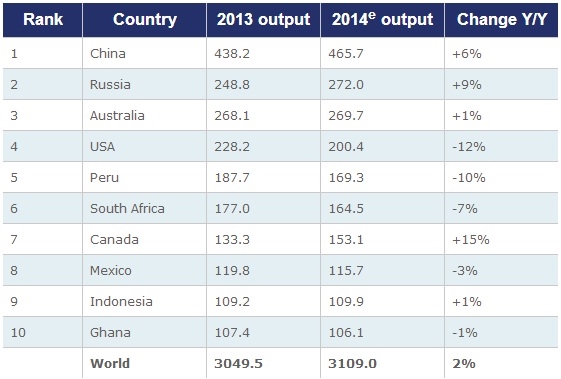 Rank Country 2013 output 2014e output Change Y/Y
1 China 438.2 465.7 +6%
2 Russia 248.8 272.0 +9%
3 Australia 268.1 269.7 +1%
4 USA 228.2 200.4 -12%
5 Peru 187.7 169.3 -10%
6 South Africa 177.0 164.5 -7%
7 Canada 133.3 153.1 +15%
8 Mexico 119.8 115.7 -3%
9 Indonesia 109.2 109.9 +1%
10 Ghana 107.4 106.1 -1%
World 3049.5 3109.0 2%